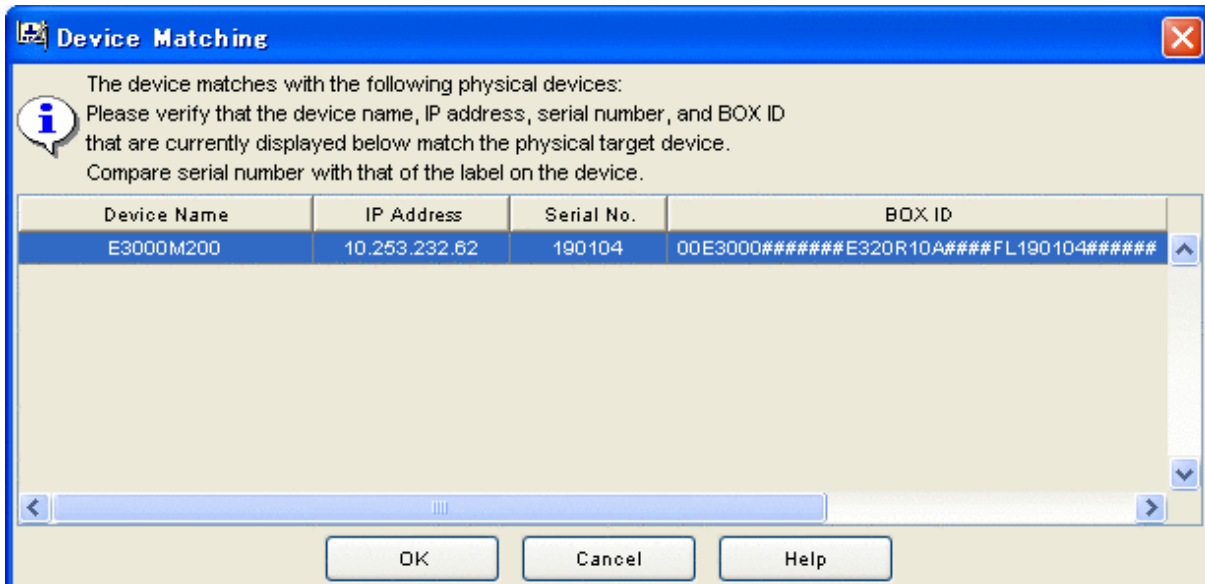 Device Matching
The device matches with the following physical devices:
Please verify that the device name, IP address, serial number, and BOX ID
that are currently displayed below match the physical target device.
Compare serial number with that of the label on the device.
Device Name IP Address Serial No. BOX ID
E3000M200 10.253.232.62 190104 00E3000#######E320R10A####FL190104######
OK Cancel Help